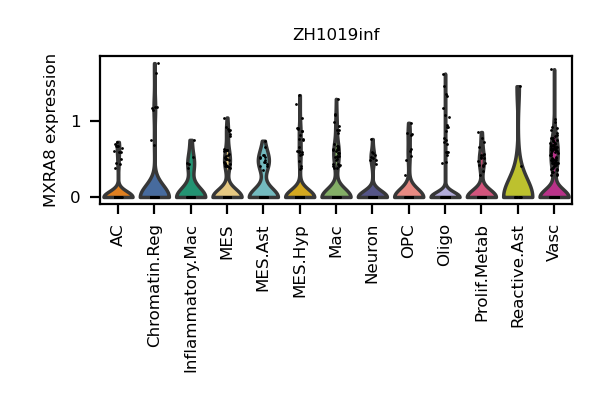 ZH1019inf
MXRA8 expression
1
0
AC
Chromatin.Reg
Inflammatory.Mac
MES
MES.Ast
MES.Hyp
Mac
Neuron
OPC
Oligo
Prolif.Metab
Reactive.Ast
Vasc